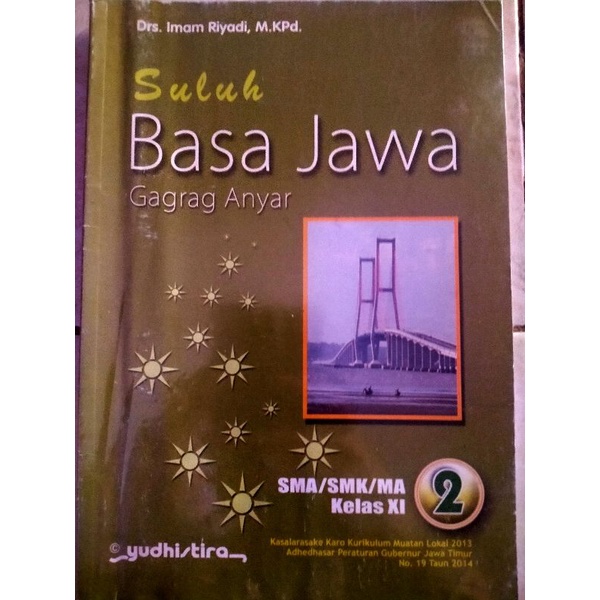 Drs. Imam Riyadi, M.KPd.
Suluh
Basa Jawa
Gagrag Anyar
SMA/SMK/MA
Kelas XI
2
© yudhistira
Kasalarasake Karo Kurikulum Muatan Lokal 2013
Adhedhasar Peraturan Gubernur Jawa Timur
No. 19 Taun 2014